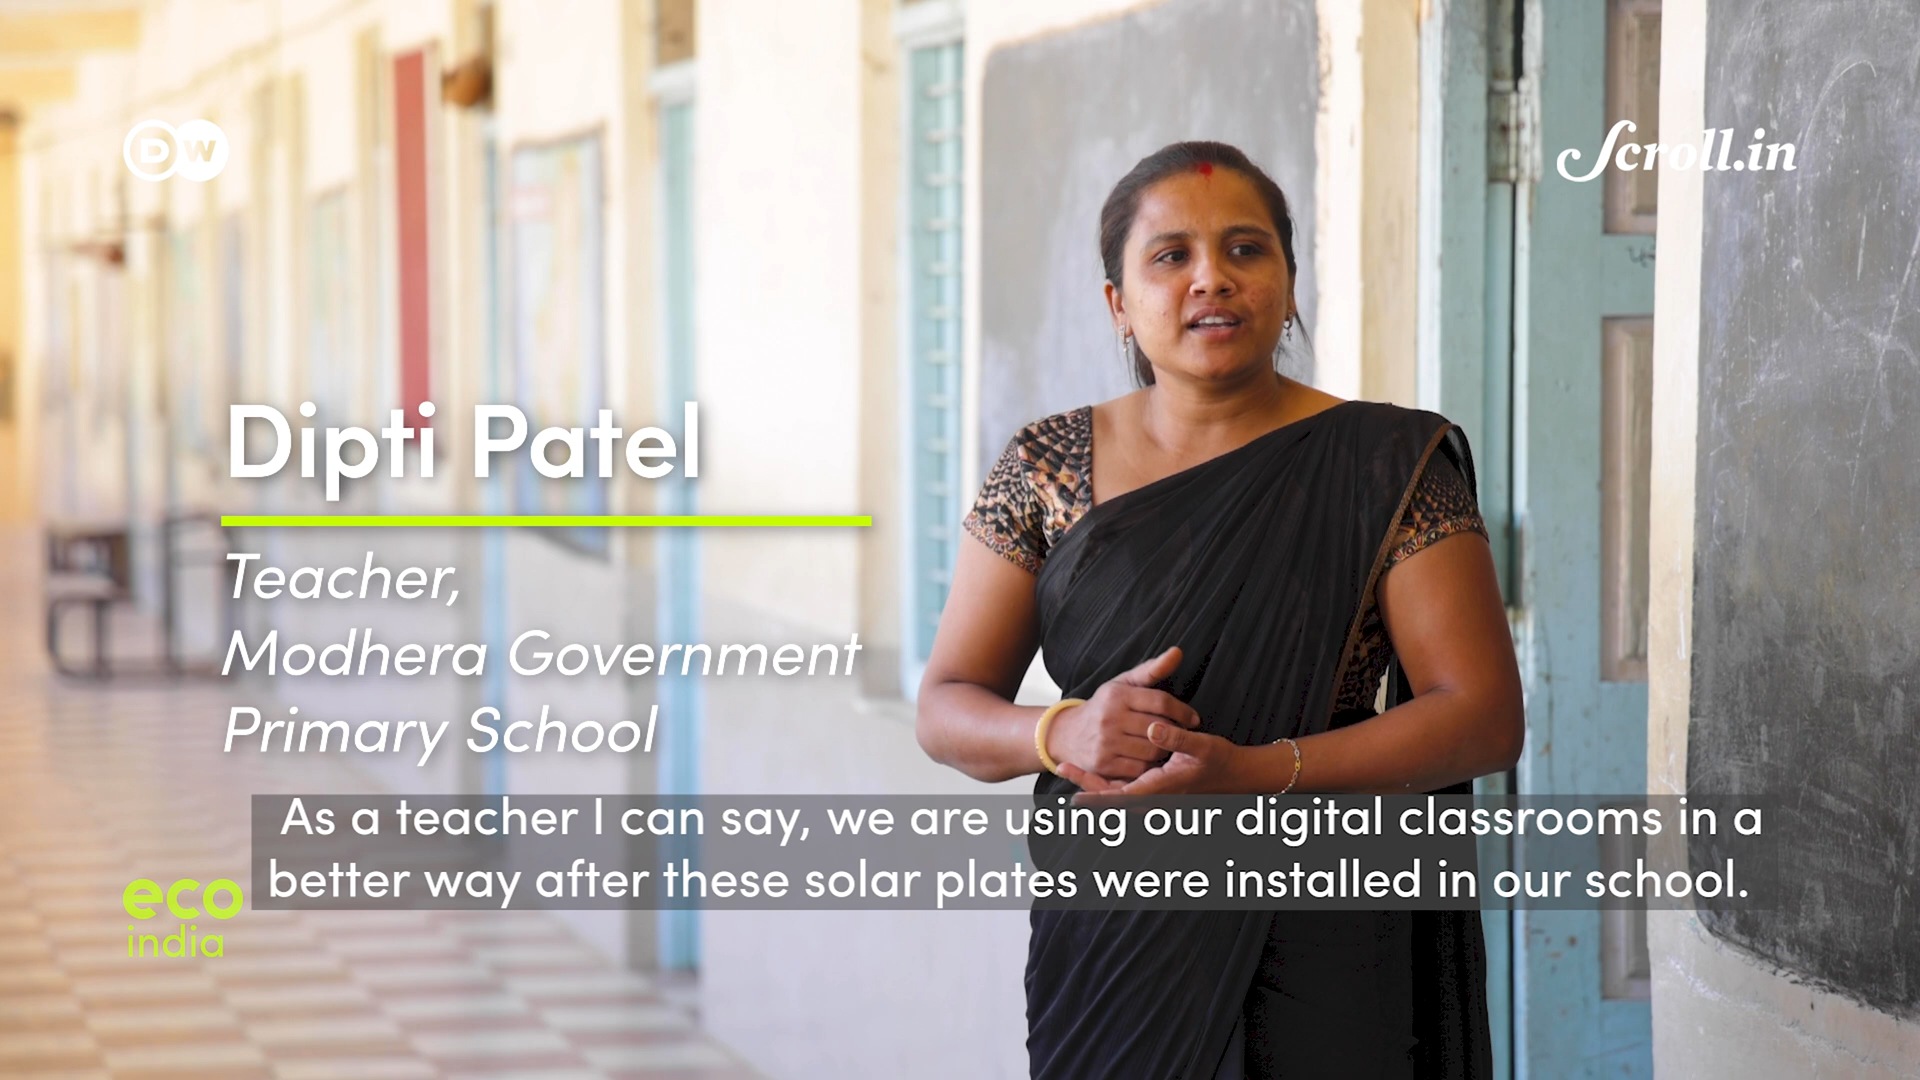 DW
Scroll.in
Dipti Patel
Teacher,
Modhera Government
Primary School
As a teacher I can say, we are using our digital classrooms in a
better way after these solar plates were installed in our school.
eco
india